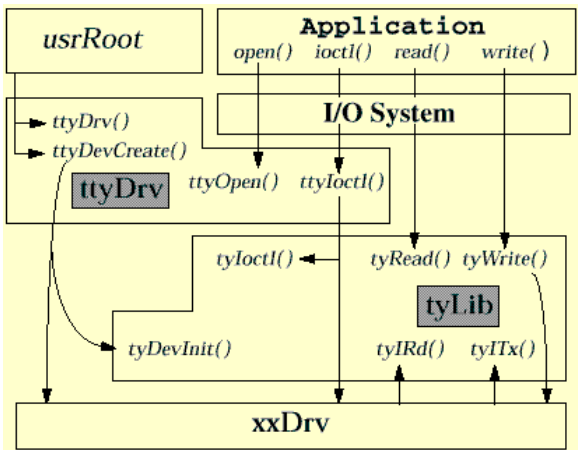 usrRoot
Application
open() ioctl() read() write()
I/O System
ttyDrv()
ttyDevCreate()
ttyDrv
ttyOpen() ttyIoctl()
tyIoctl() tyRead() tyWrite()
tyLib
tyDevInit() tyIRd() tyITx()
xxDrv